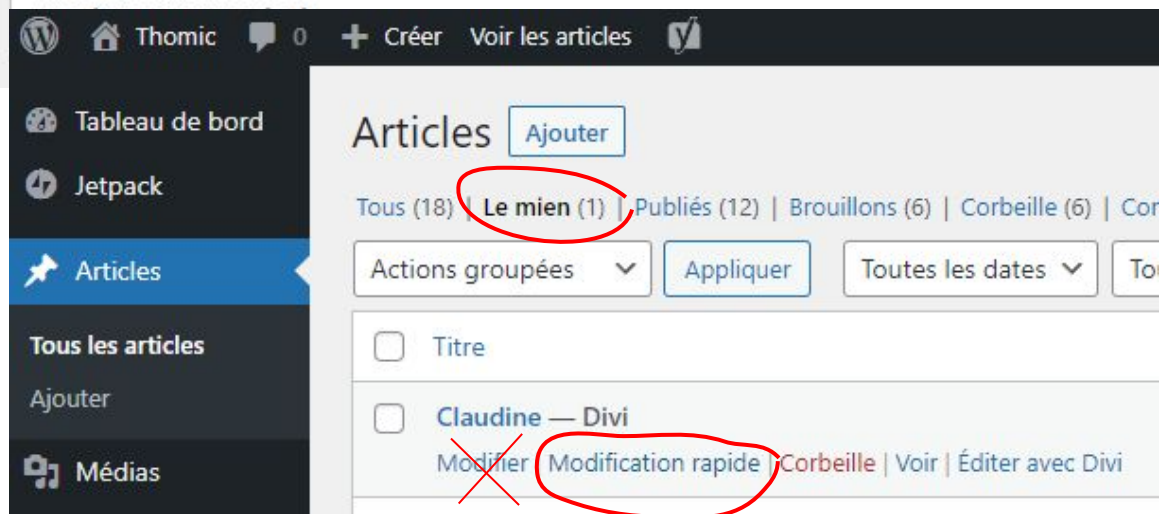 Thomic 0 + Créer Voir les articles
Tableau de bord
Jetpack
Articles
Tous les articles
Ajouter
Médias
Articles Ajouter
Tous (18) | Le mien (1) | Publiés (12) | Brouillons (6) | Corbeille (6) | Cor
Actions groupées Appliquer Toutes les dates Tou
Titre
Claudine — Divi
Modifier | Modification rapide | Corbeille | Voir | Éditer avec Divi